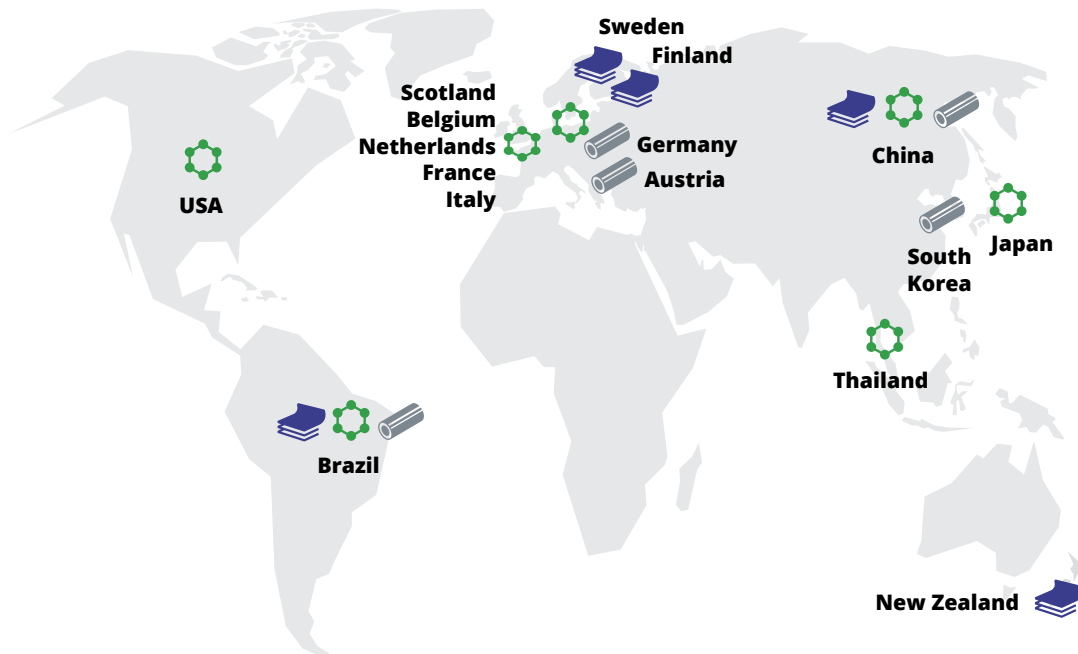 Sweden
Finland
Scotland
Belgium
Netherlands
France
Italy
Germany
Austria
China
USA
South
Korea
Japan
Thailand
Brazil
New Zealand